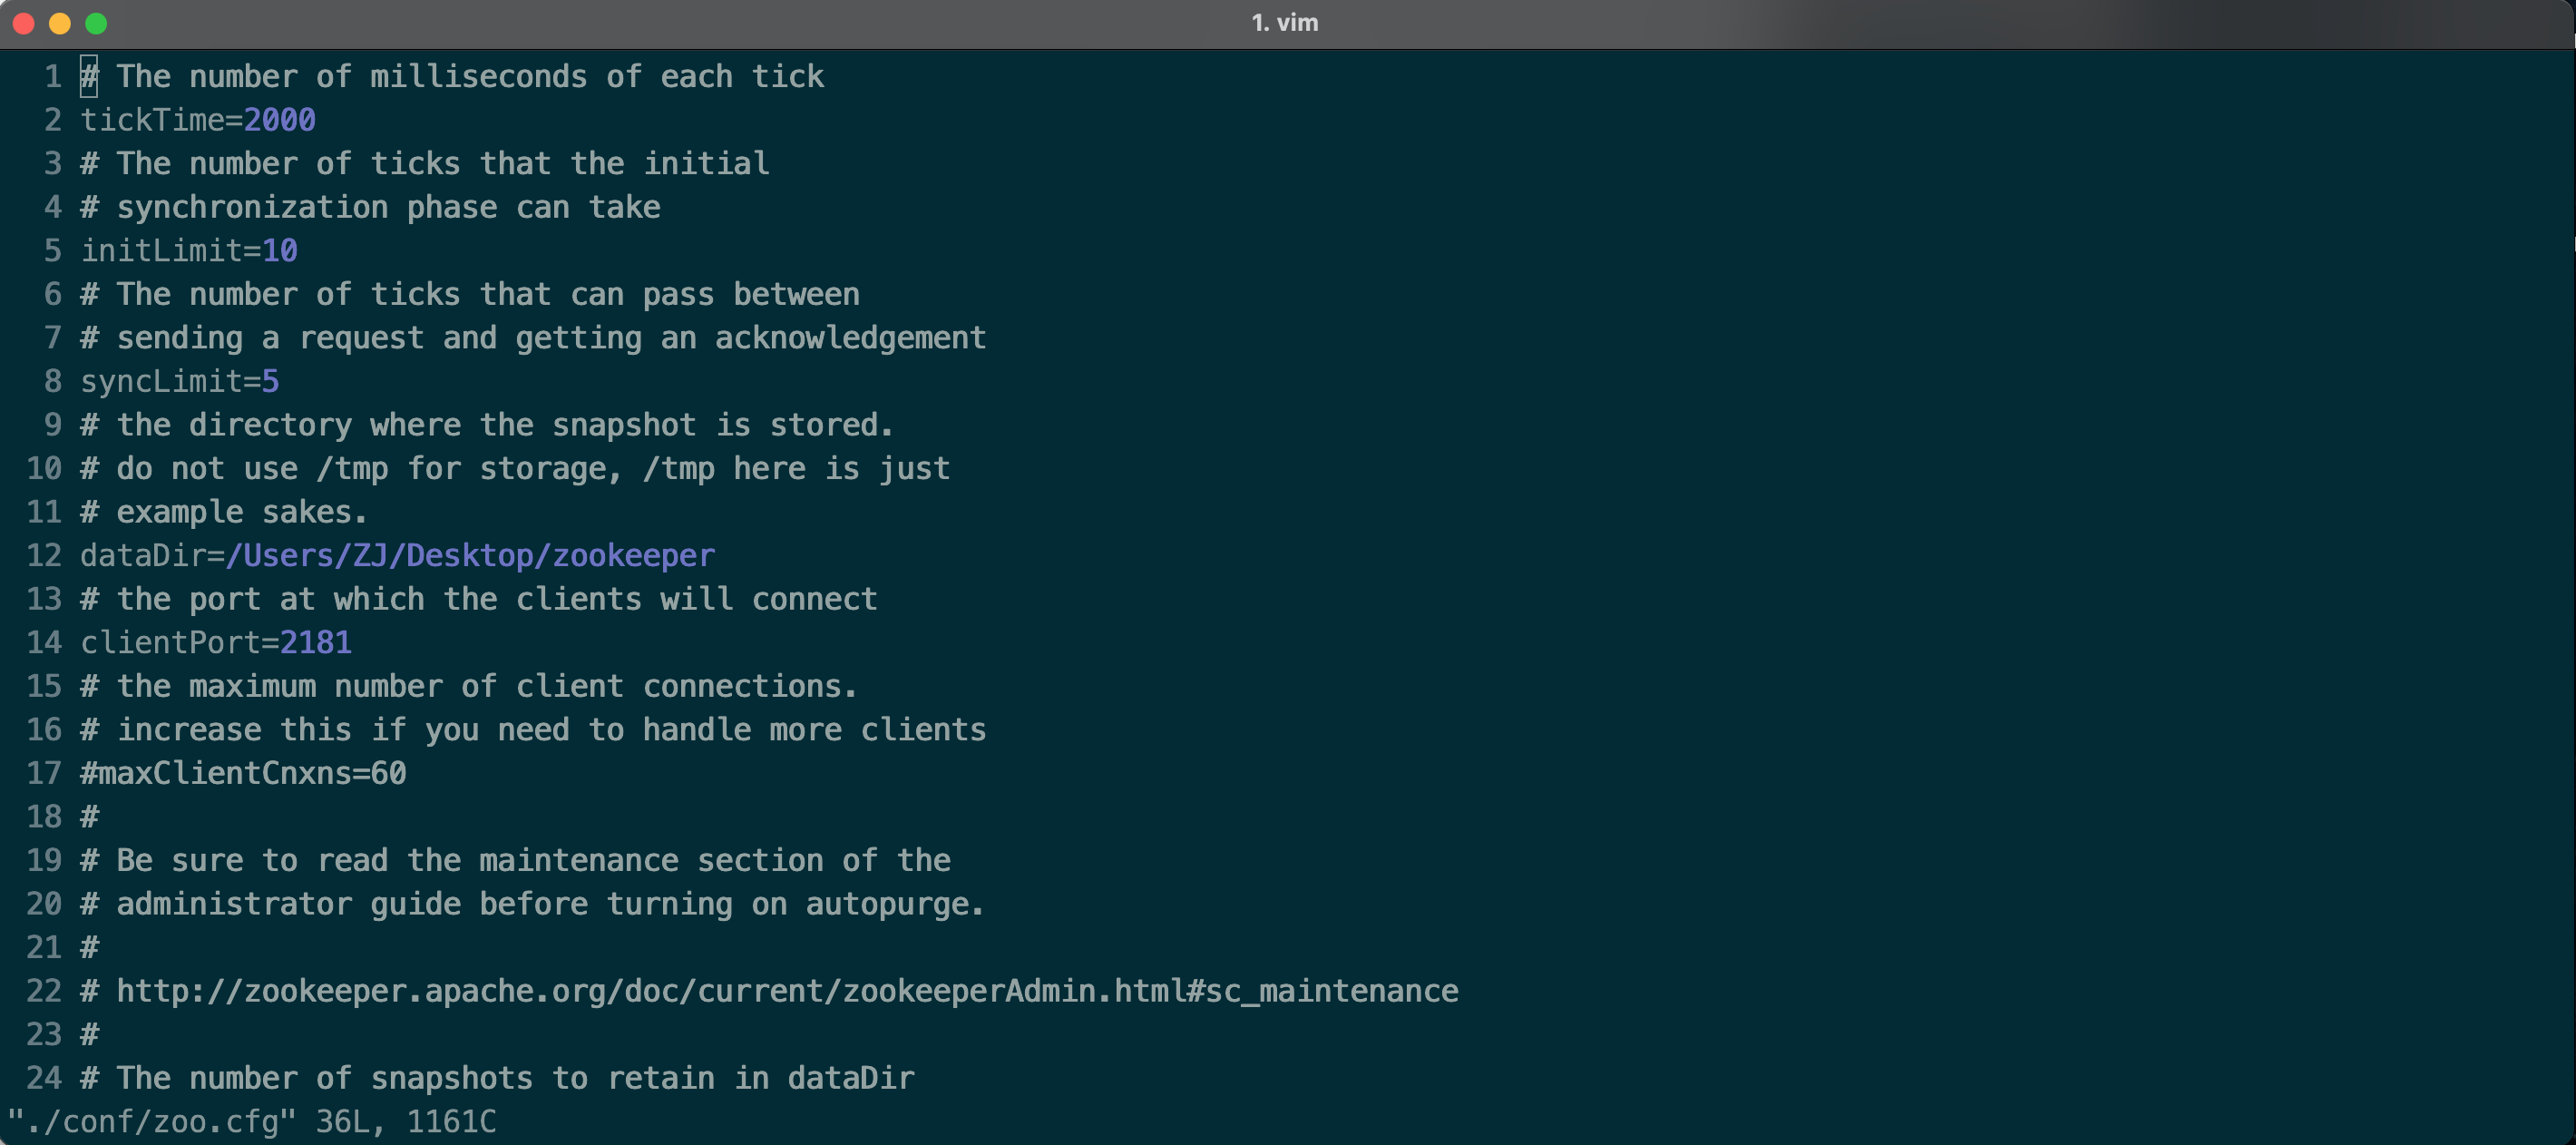 1. vim
1 # The number of milliseconds of each tick
2 tickTime=2000
3 # The number of ticks that the initial
4 # synchronization phase can take
5 initLimit=10
6 # The number of ticks that can pass between
7 # sending a request and getting an acknowledgement
8 syncLimit=5
9 # the directory where the snapshot is stored.
10 # do not use /tmp for storage, /tmp here is just
11 # example sakes.
12 dataDir=/Users/ZJ/Desktop/zookeeper
13 # the port at which the clients will connect
14 clientPort=2181
15 # the maximum number of client connections.
16 # increase this if you need to handle more clients
17 #maxClientCnxns=60
18 #
19 # Be sure to read the maintenance section of the
20 # administrator guide before turning on autopurge.
21 #
22 # http://zookeeper.apache.org/doc/current/zookeeperAdmin.html#sc_maintenance
23 #
24 # The number of snapshots to retain in dataDir
"./conf/zoo.cfg" 36L, 1161C